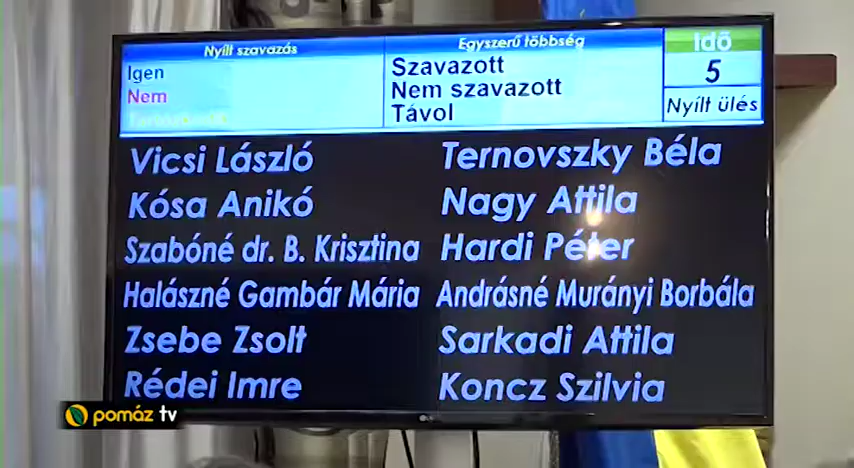 Nyílt szavazás
Egyszerű többség
Idő
Igen
Szavazott
5
Nem
Nem szavazott
Távol
Nyílt ülés
Vicsi László
Ternovszky Béla
Kósa Anikó
Nagy Attila
Szabóné dr. B. Krisztina
Hardi Péter
Halászné Gambár Mária
Andrásné Murányi Borbála
Zsebe Zsolt
Sarkadi Attila
Rédei Imre
Koncz Szilvia
pomáz tv